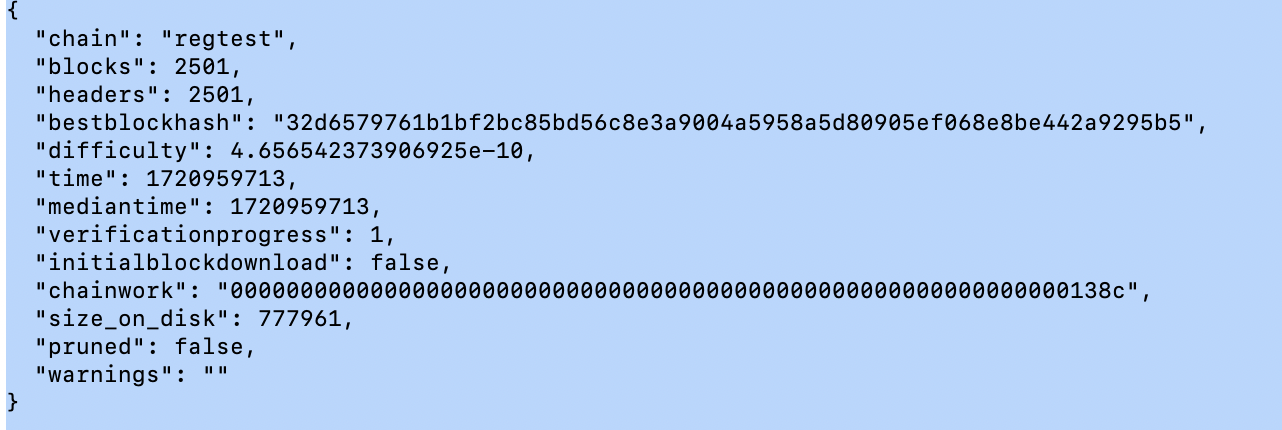 {
  "chain": "regtest",
  "blocks": 2501,
  "headers": 2501,
  "bestblockhash": "32d6579761b1bf2bc85bd56c8e3a9004a5958a5d80905ef068e8be442a9295b5",
  "difficulty": 4.656542373906925e-10,
  "time": 1720959713,
  "mediantime": 1720959713,
  "verificationprogress": 1,
  "initialblockdownload": false,
  "chainwork": "000000000000000000000000000000000000000000000000000000000000138c",
  "size_on_disk": 777961,
  "pruned": false,
  "warnings": ""
}